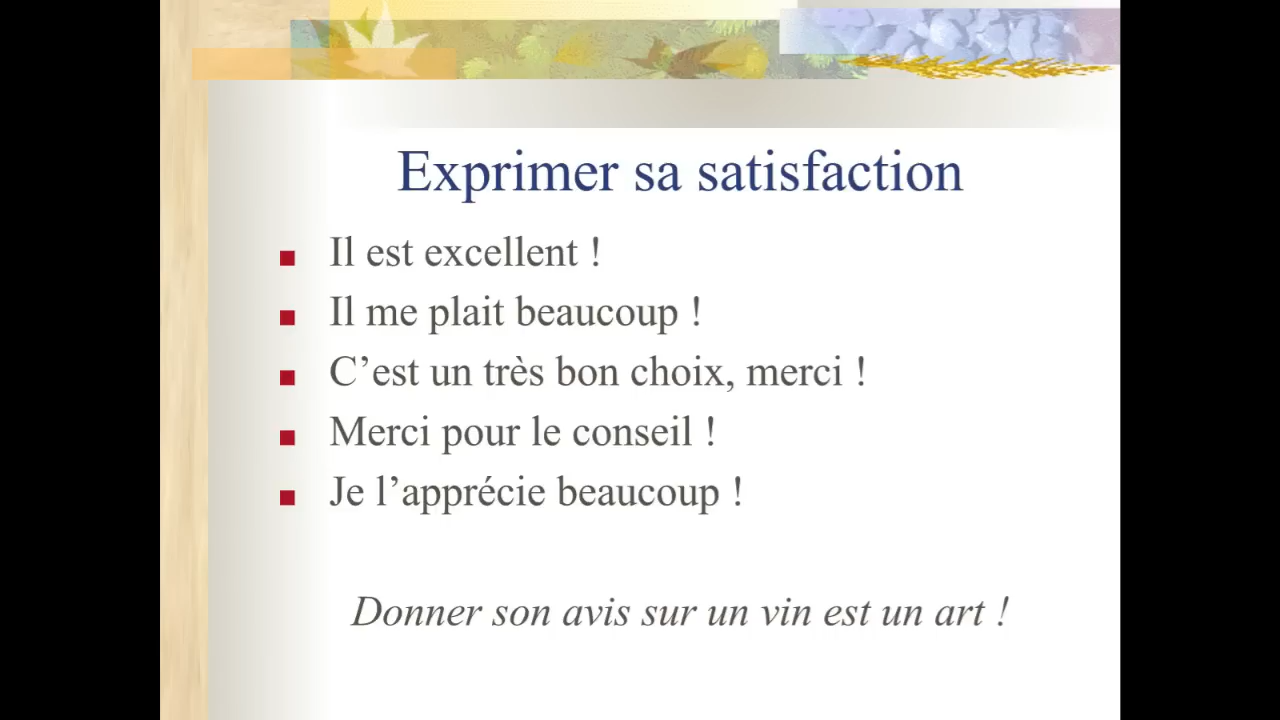 Exprimer sa satisfaction
Il est excellent !
Il me plait beaucoup !
C’est un très bon choix, merci !
Merci pour le conseil !
Je l’apprécie beaucoup !
Donner son avis sur un vin est un art !